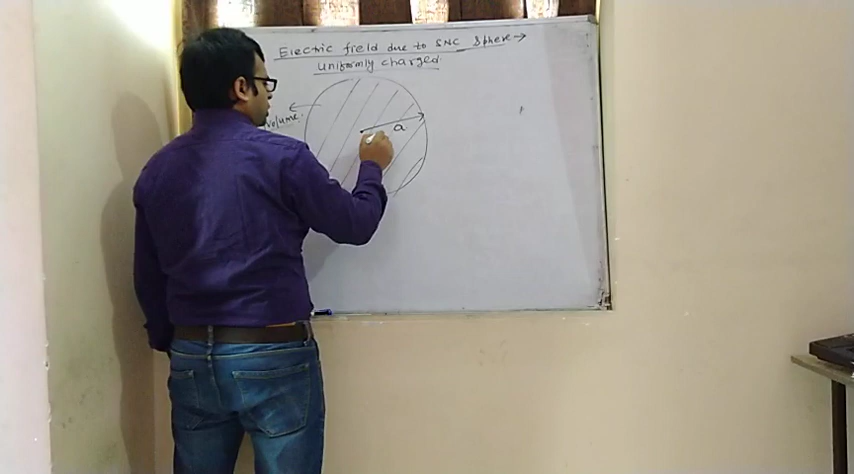 Electric field due to SNC Sphere →
Uniformly charged.
volume.
a